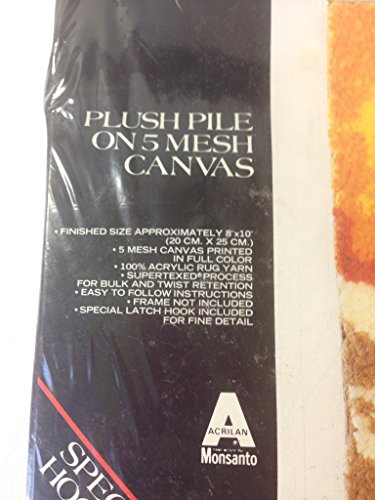 PLUSH PILE
ON 5 MESH
CANVAS
• FINISHED SIZE APPROXIMATELY 8"x10"
(20 CM. X 25 CM.)
• 5 MESH CANVAS PRINTED
IN FULL COLOR
• 100% ACRYLIC RUG YARN
• SUPERTEXED® PROCESS
FOR BULK AND TWIST RETENTION
• EASY TO FOLLOW INSTRUCTIONS
• FRAME NOT INCLUDED
• SPECIAL LATCH HOOK INCLUDED
FOR FINE DETAIL
A
ACRILAN
Monsanto
SPEC
HOO